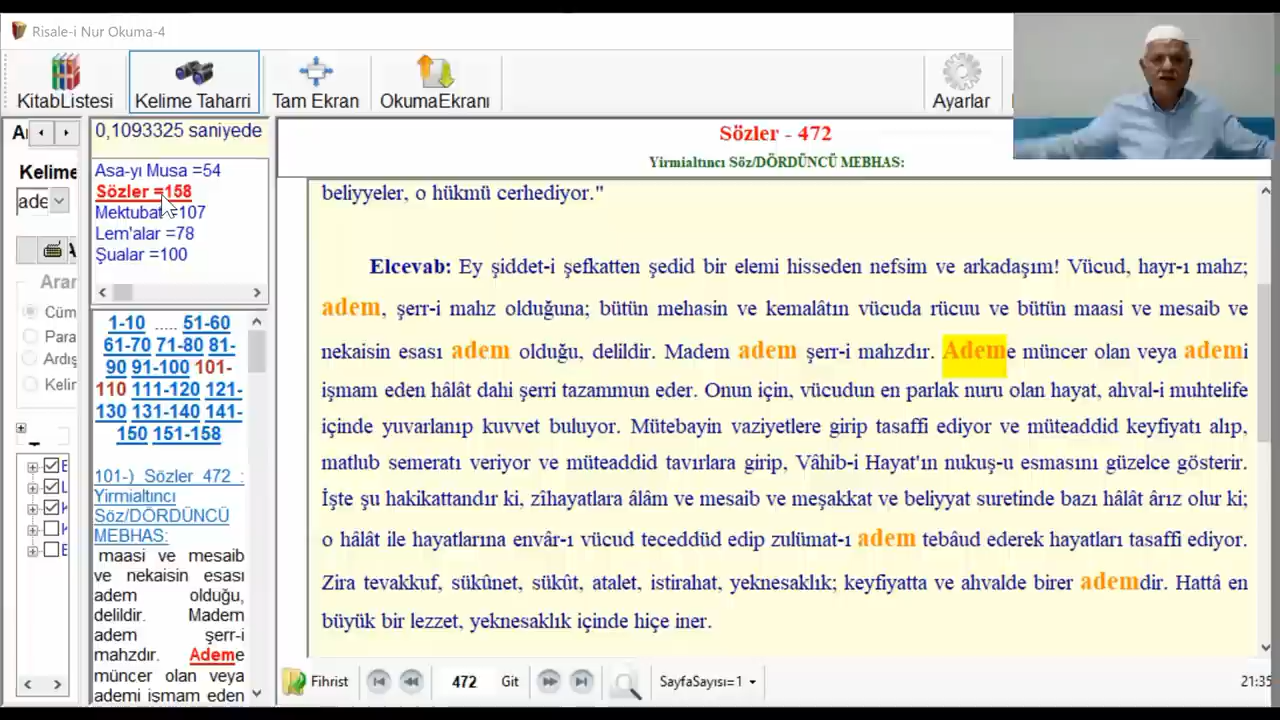 Risale-i Nur Okuma-4
KitabListesi
Kelime Taharri
Tam Ekran
OkumaEkranı
Ayarlar
0,1093325 saniyede
Kelime
ade
Asa-yı Musa =54
Sözler =158
Mektubat =107
Lem'alar =78
Şualar =100
Aran
Cüm
Para
Ardış
Kelin
1-10 ..... 51-60
61-70 71-80 81-
90 91-100 101-
110 111-120 121-
130 131-140 141-
150 151-158
101-) Sözler 472 :
Yirmialtıncı
Söz/DÖRDÜNCÜ
MEBHAS:
maasi ve mesaib
ve nekaisin esası
adem olduğu,
delildir. Madem
adem şerr-i
mahzdır. Ademe
müncer olan veya
ademi işmam eden
Sözler - 472
Yirmialtıncı Söz/DÖRDÜNCÜ MEBHAS:
beliyyeler, o hükmü cerhediyor."
Elcevab: Ey şiddet-i şefkatten şedid bir elemi hisseden nefsim ve arkadaşım! Vücud, hayr-ı mahz;
adem, şerr-i mahz olduğuna; bütün mehasin ve kemalâtın vücuda rücuu ve bütün maasi ve mesaib ve
nekaisin esası adem olduğu, delildir. Madem adem şerr-i mahzdır. Ademe müncer olan veya ademi
işmam eden hâlât dahi şerri tazammun eder. Onun için, vücudun en parlak nuru olan hayat, ahval-i muhtelife
içinde yuvarlanıp kuvvet buluyor. Mütebayin vaziyetlere girip tasaffi ediyor ve müteaddid keyfiyatı alıp,
matlub semeratı veriyor ve müteaddid tavırlara girip, Vâhib-i Hayat'ın nukuş-u esmasını güzelce gösterir.
İşte şu hakikattandır ki, zîhayatlara âlâm ve mesaib ve meşakkat ve beliyyat suretinde bazı hâlât ârız olur ki;
o hâlât ile hayatlarına envâr-ı vücud teceddüd edip zulümat-ı adem tebâud ederek hayatları tasaffi ediyor.
Zira tevakkuf, sükûnet, sükût, atalet, istirahat, yeknesaklık; keyfiyatta ve ahvalde birer ademdir. Hattâ en
büyük bir lezzet, yeknesaklık içinde hiçe iner.
Fihrist
472
Git
SayfaSayısı=1
21:35